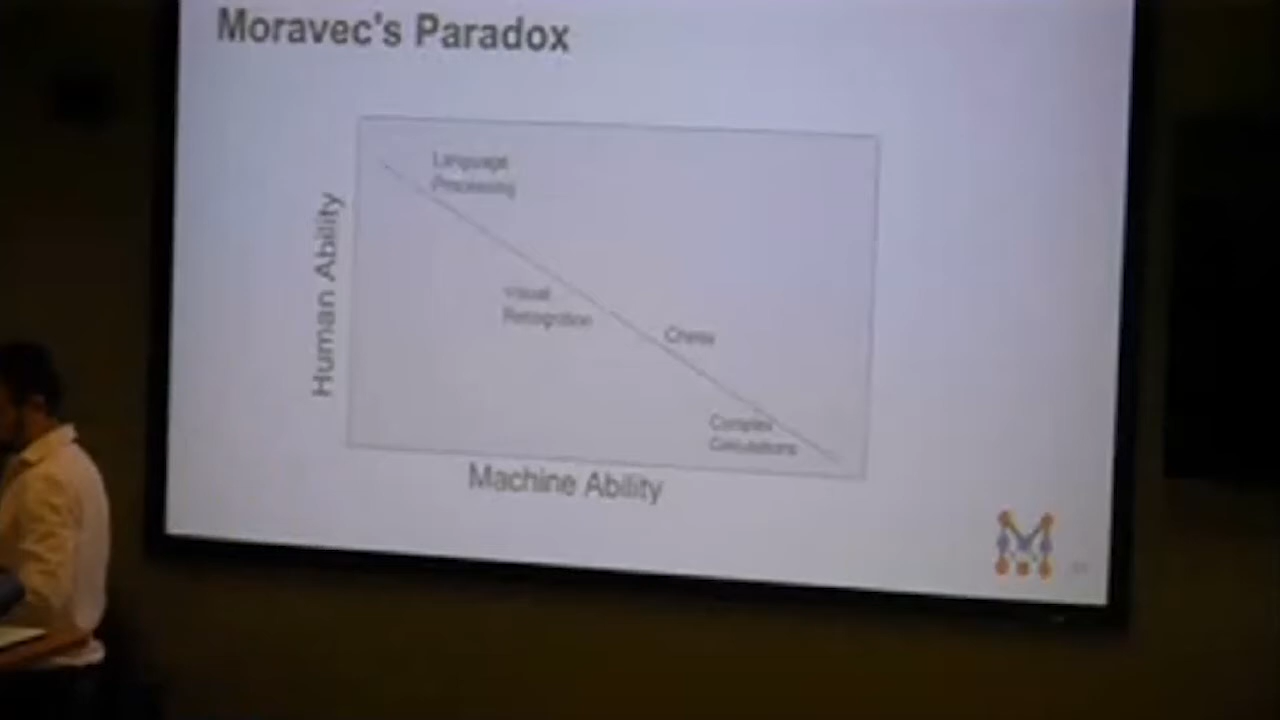 Moravec's Paradox
Language
Processing
Human Ability
Visual
Recognition
Chess
Complex
Calculations
Machine Ability